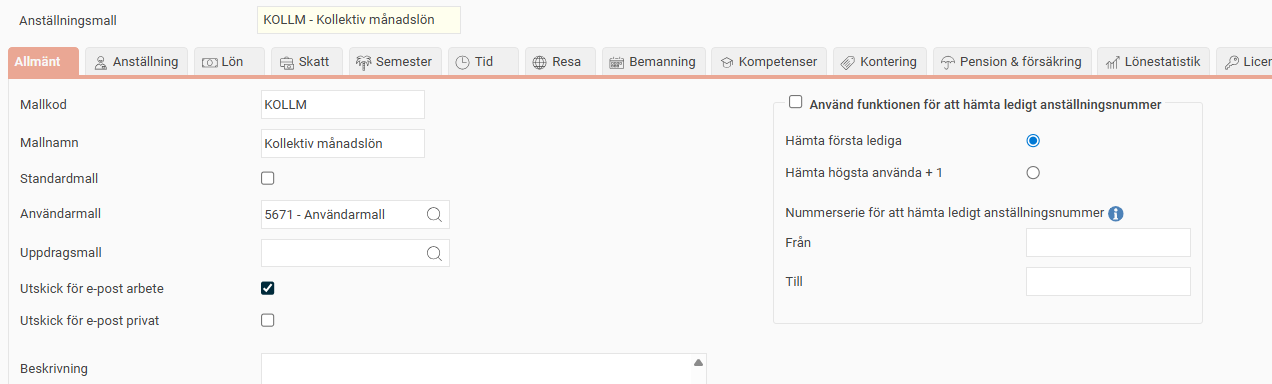 Anställningsmall KOLLM - Kollektiv månadslön
Allmänt Anställning Lön Skatt Semester Tid Resa Bemanning Kompetenser Kontering Pension & försäkring Lönestatistik Licen
Mallkod KOLLM
Mallnamn Kollektiv månadslön
Standardmall
Användarmall 5671 - Användarmall
Uppdragsmall
Utskick för e-post arbete
Utskick för e-post privat
Beskrivning
Använd funktionen för att hämta ledigt anställningsnummer
Hämta första lediga
Hämta högsta använda + 1
Nummerserie för att hämta ledigt anställningsnummer
Från
Till